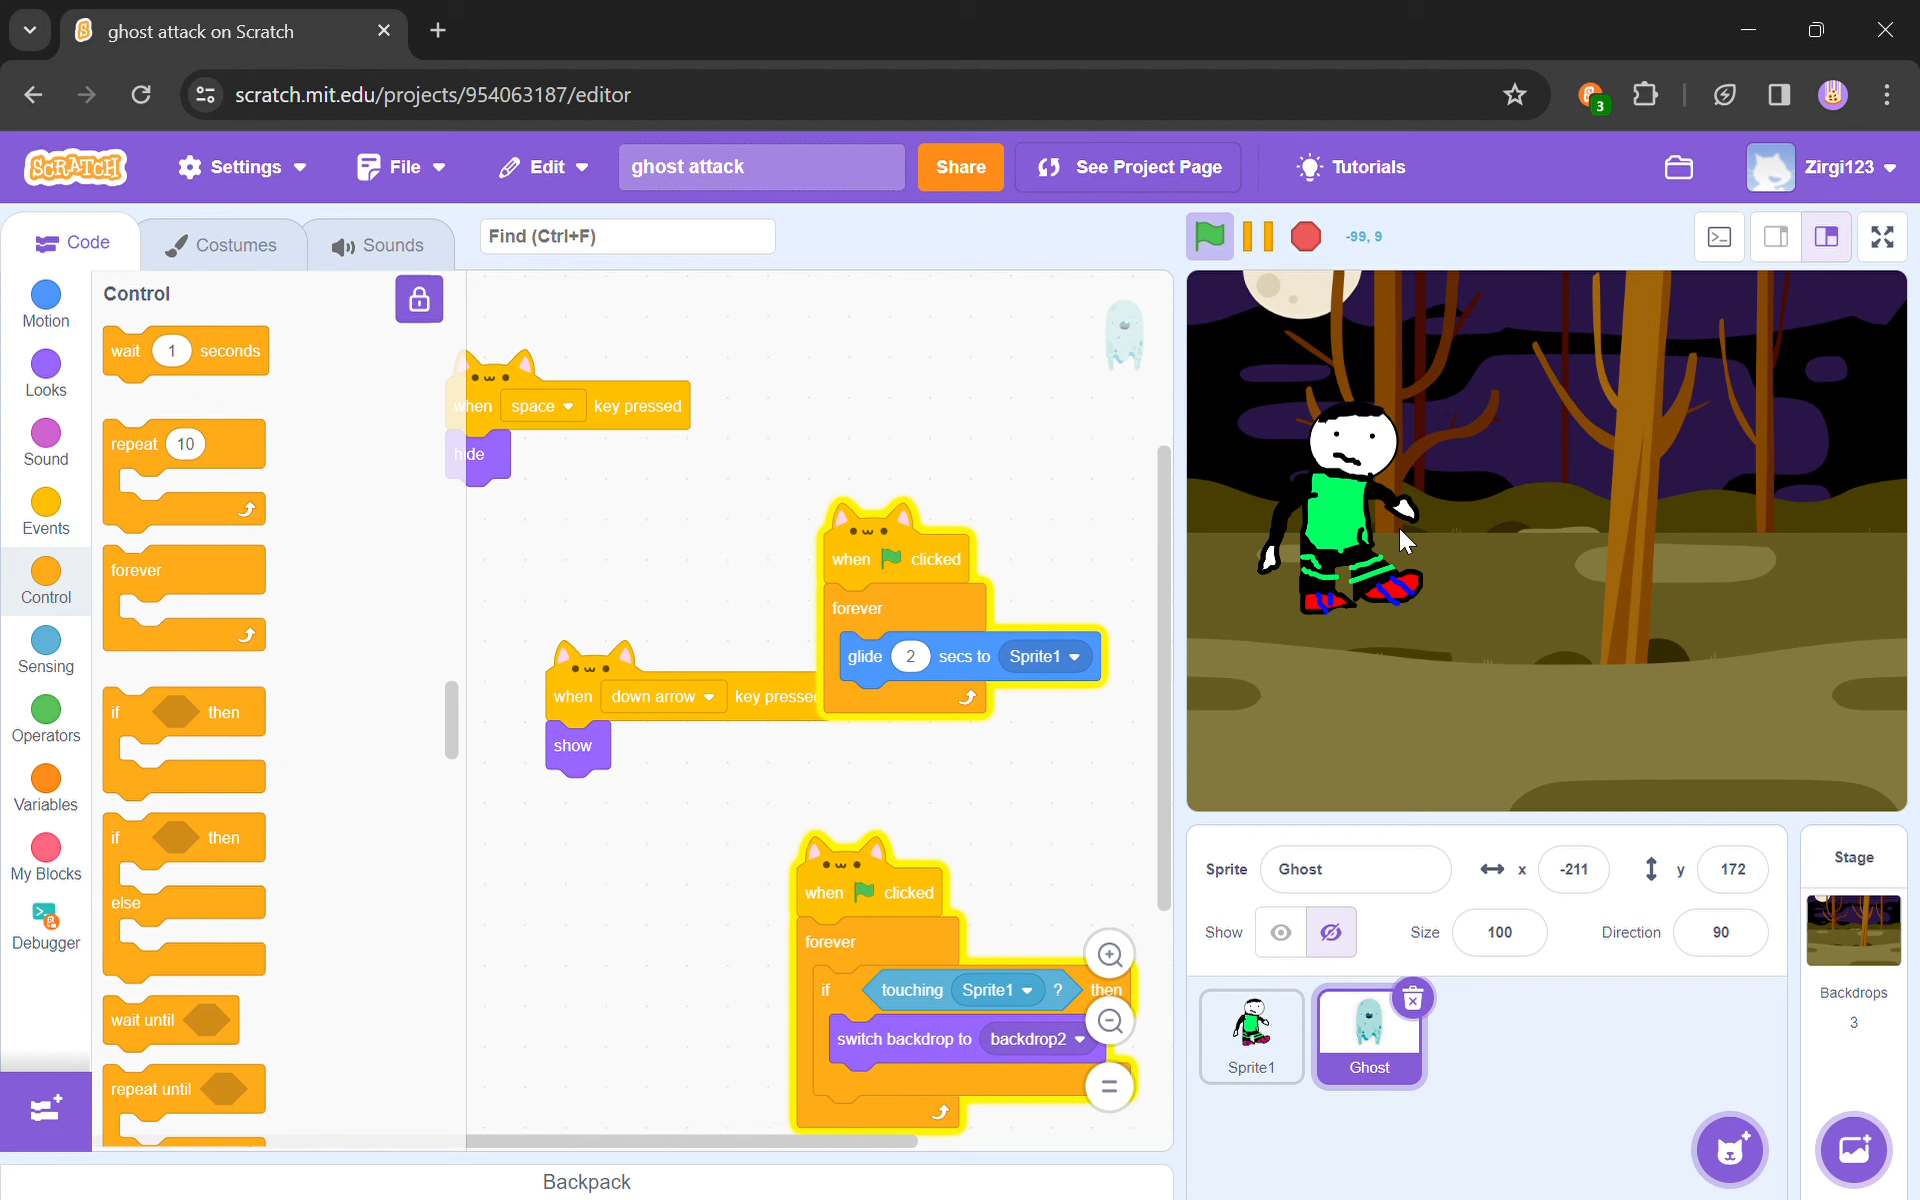 ghost attack on Scratch
scratch.mit.edu/projects/954063187/editor
3
SCRATCH
Settings
File
Edit
ghost attack
Share
See Project Page
Tutorials
Zirgi123
Code
Costumes
Sounds
Find (Ctrl+F)
-99, 9
Motion
Looks
Sound
Events
Control
Sensing
Operators
Variables
My Blocks
Debugger
Control
wait 1 seconds
repeat 10
forever
if then
if then
else
wait until
repeat until
when space key pressed
hide
when clicked
forever
glide 2 secs to Sprite1
when down arrow key pressed
show
when clicked
forever
if touching Sprite1 ? then
switch backdrop to backdrop2
Backpack
Sprite Ghost x -211 y 172
Show Size 100 Direction 90
Sprite1
Ghost
Stage
Backdrops
3